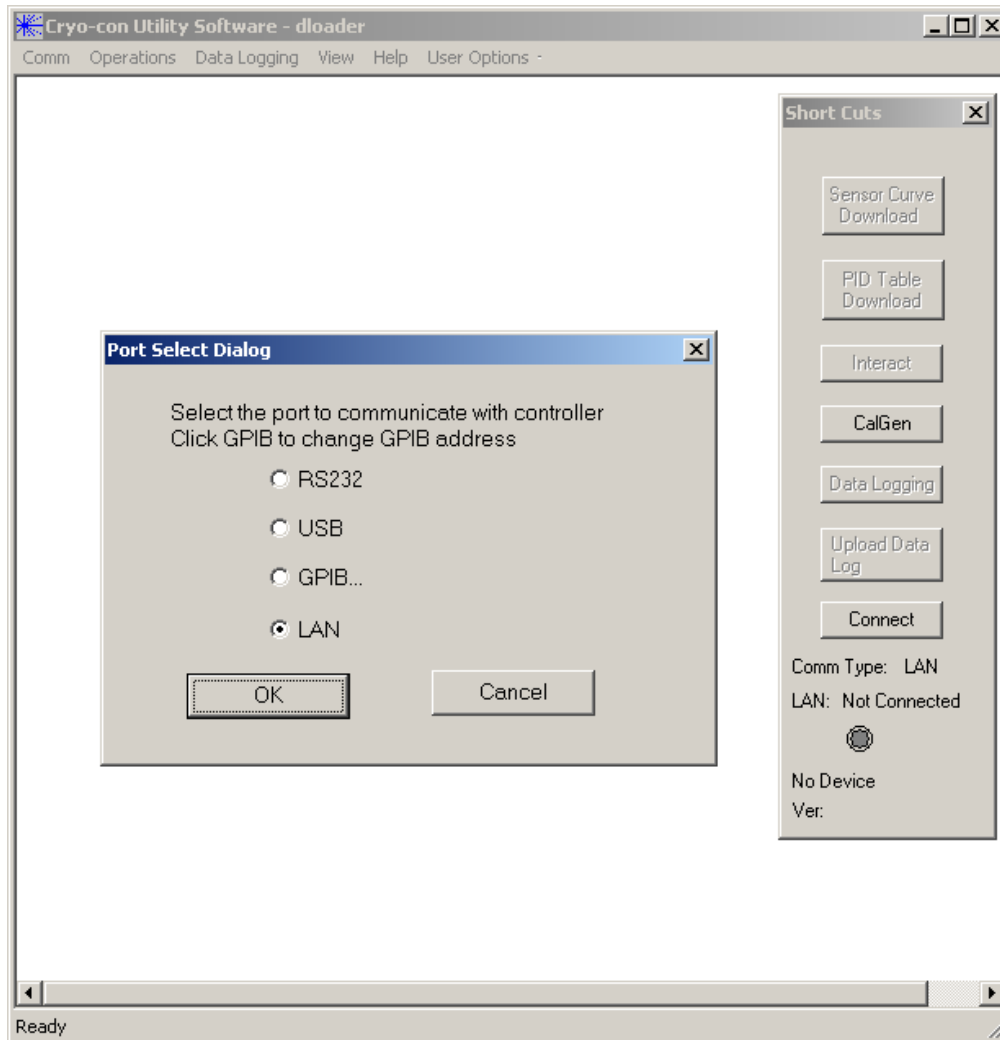 Cryo-con Utility Software - dloader
Comm Operations Data Logging View Help User Options -
Short Cuts
Sensor Curve
Download
PID Table
Download
Interact
CalGen
Data Logging
Upload Data
Log
Connect
Comm Type: LAN
LAN: Not Connected
No Device
Ver:
Port Select Dialog
Select the port to communicate with controller
Click GPIB to change GPIB address
RS232
USB
GPIB...
LAN
OK Cancel
Ready